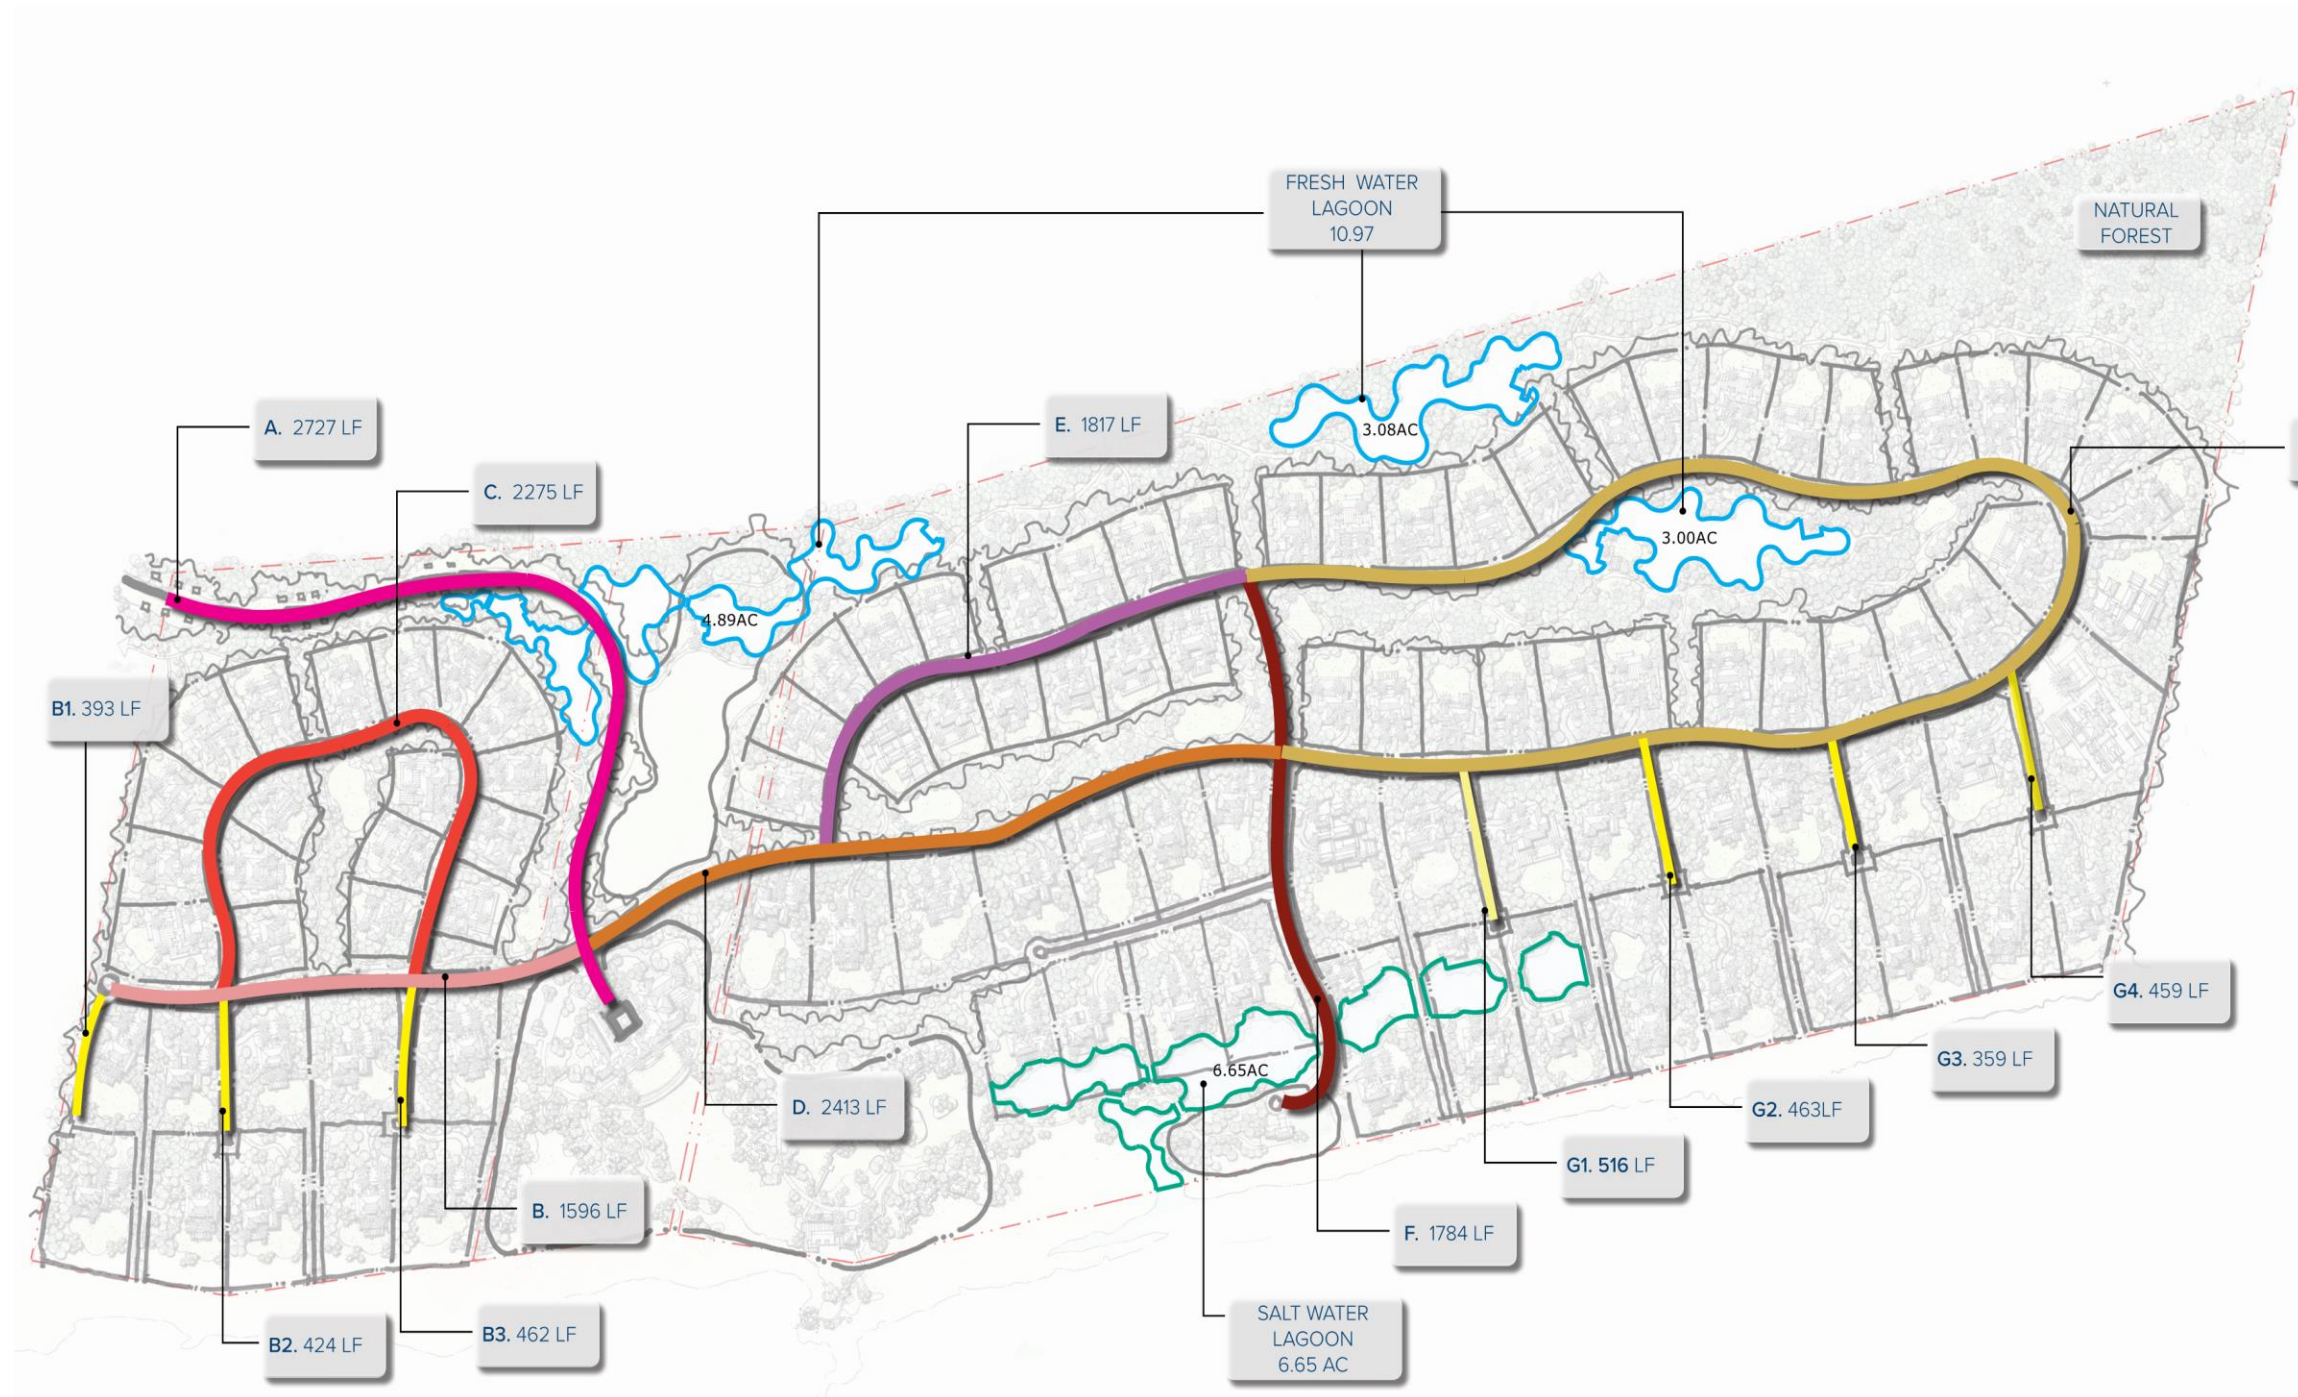 FRESH WATER
LAGOON
10.97
NATURAL
FOREST
A. 2727 LF
E. 1817 LF
3.08AC
C. 2275 LF
3.00AC
4.89AC
B1. 393 LF
G4. 459 LF
G3. 359 LF
6.65AC
D. 2413 LF
G2. 463LF
G1. 516 LF
B. 1596 LF
F. 1784 LF
SALT WATER
LAGOON
6.65 AC
B3. 462 LF
B2. 424 LF